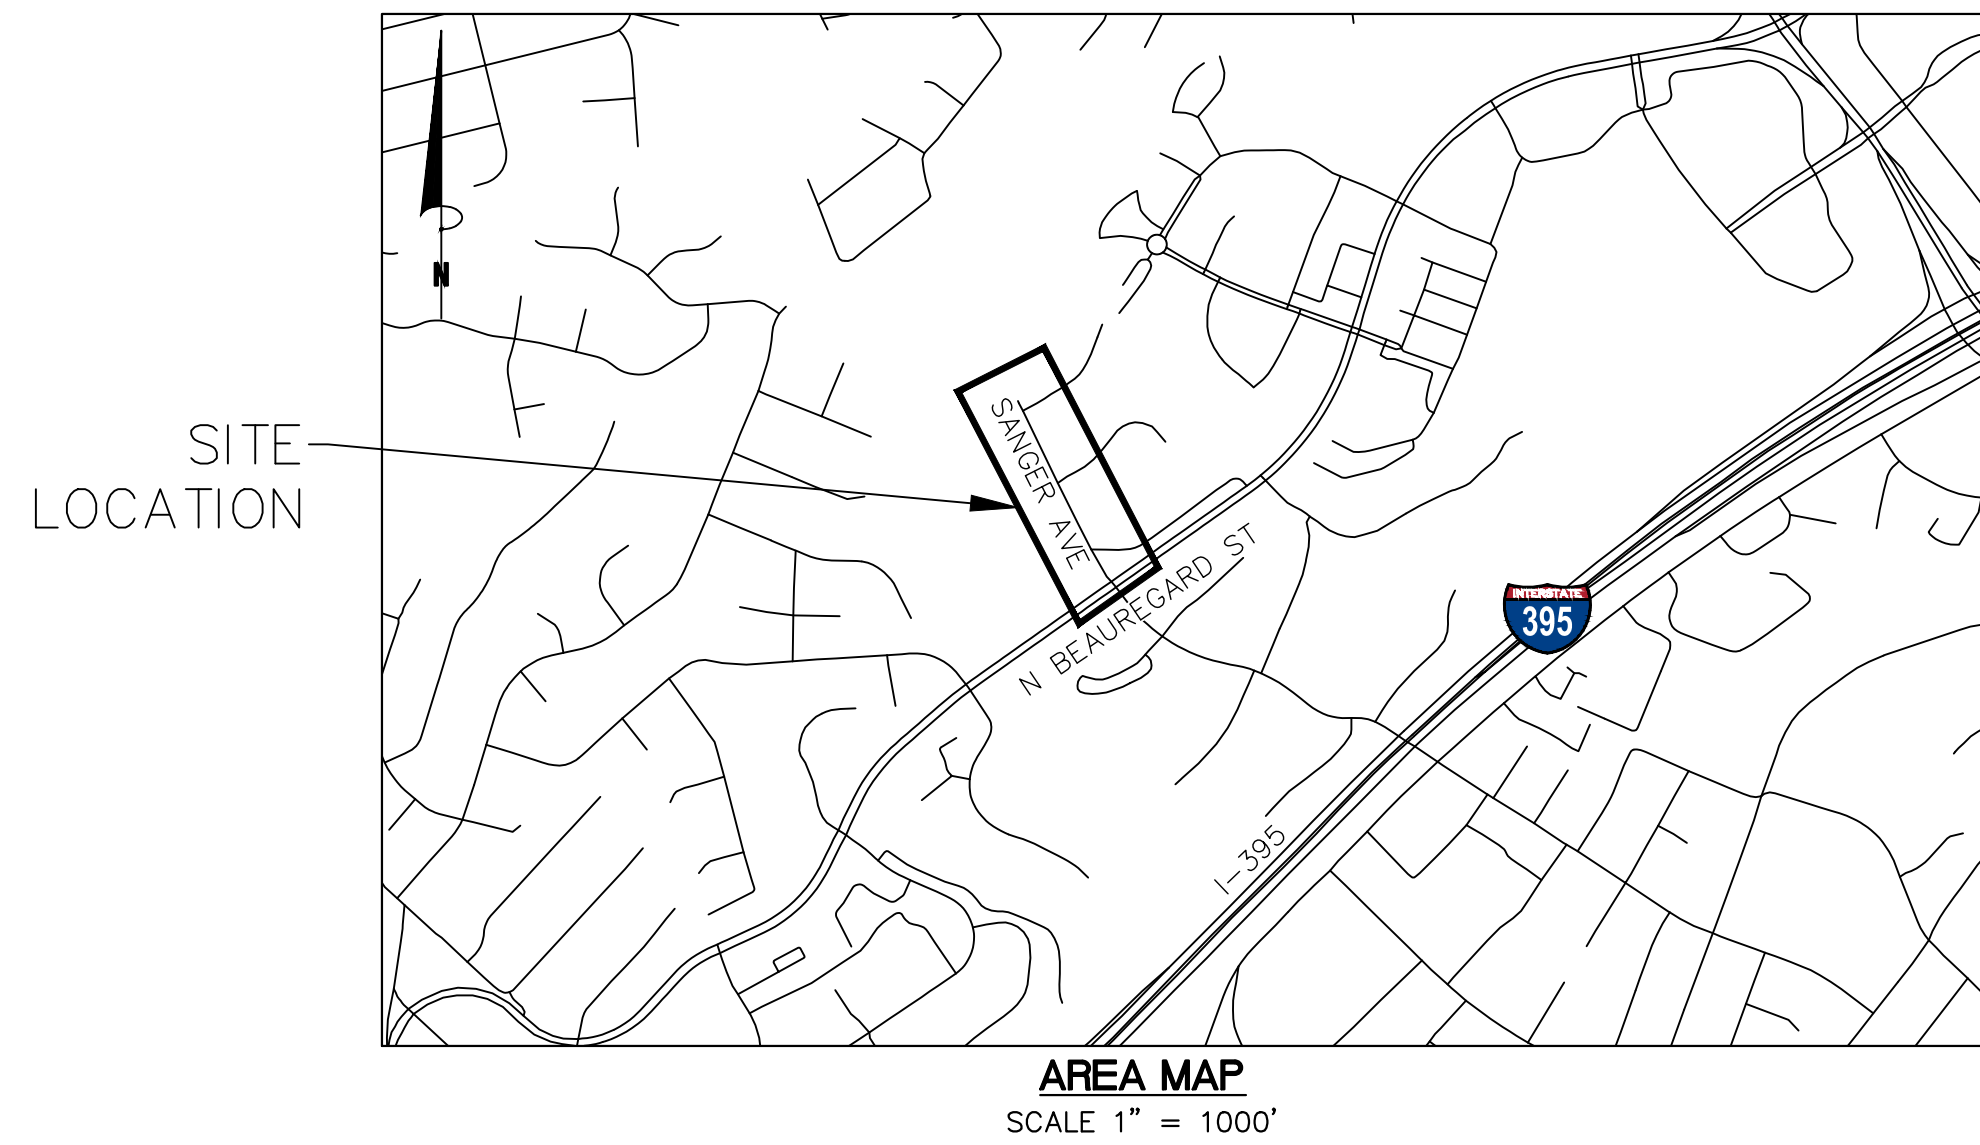 N
SITE
LOCATION
SANGER AVE
N BEAUREGARD ST
INTERSTATE
395
I-395
AREA MAP
SCALE 1" = 1000'